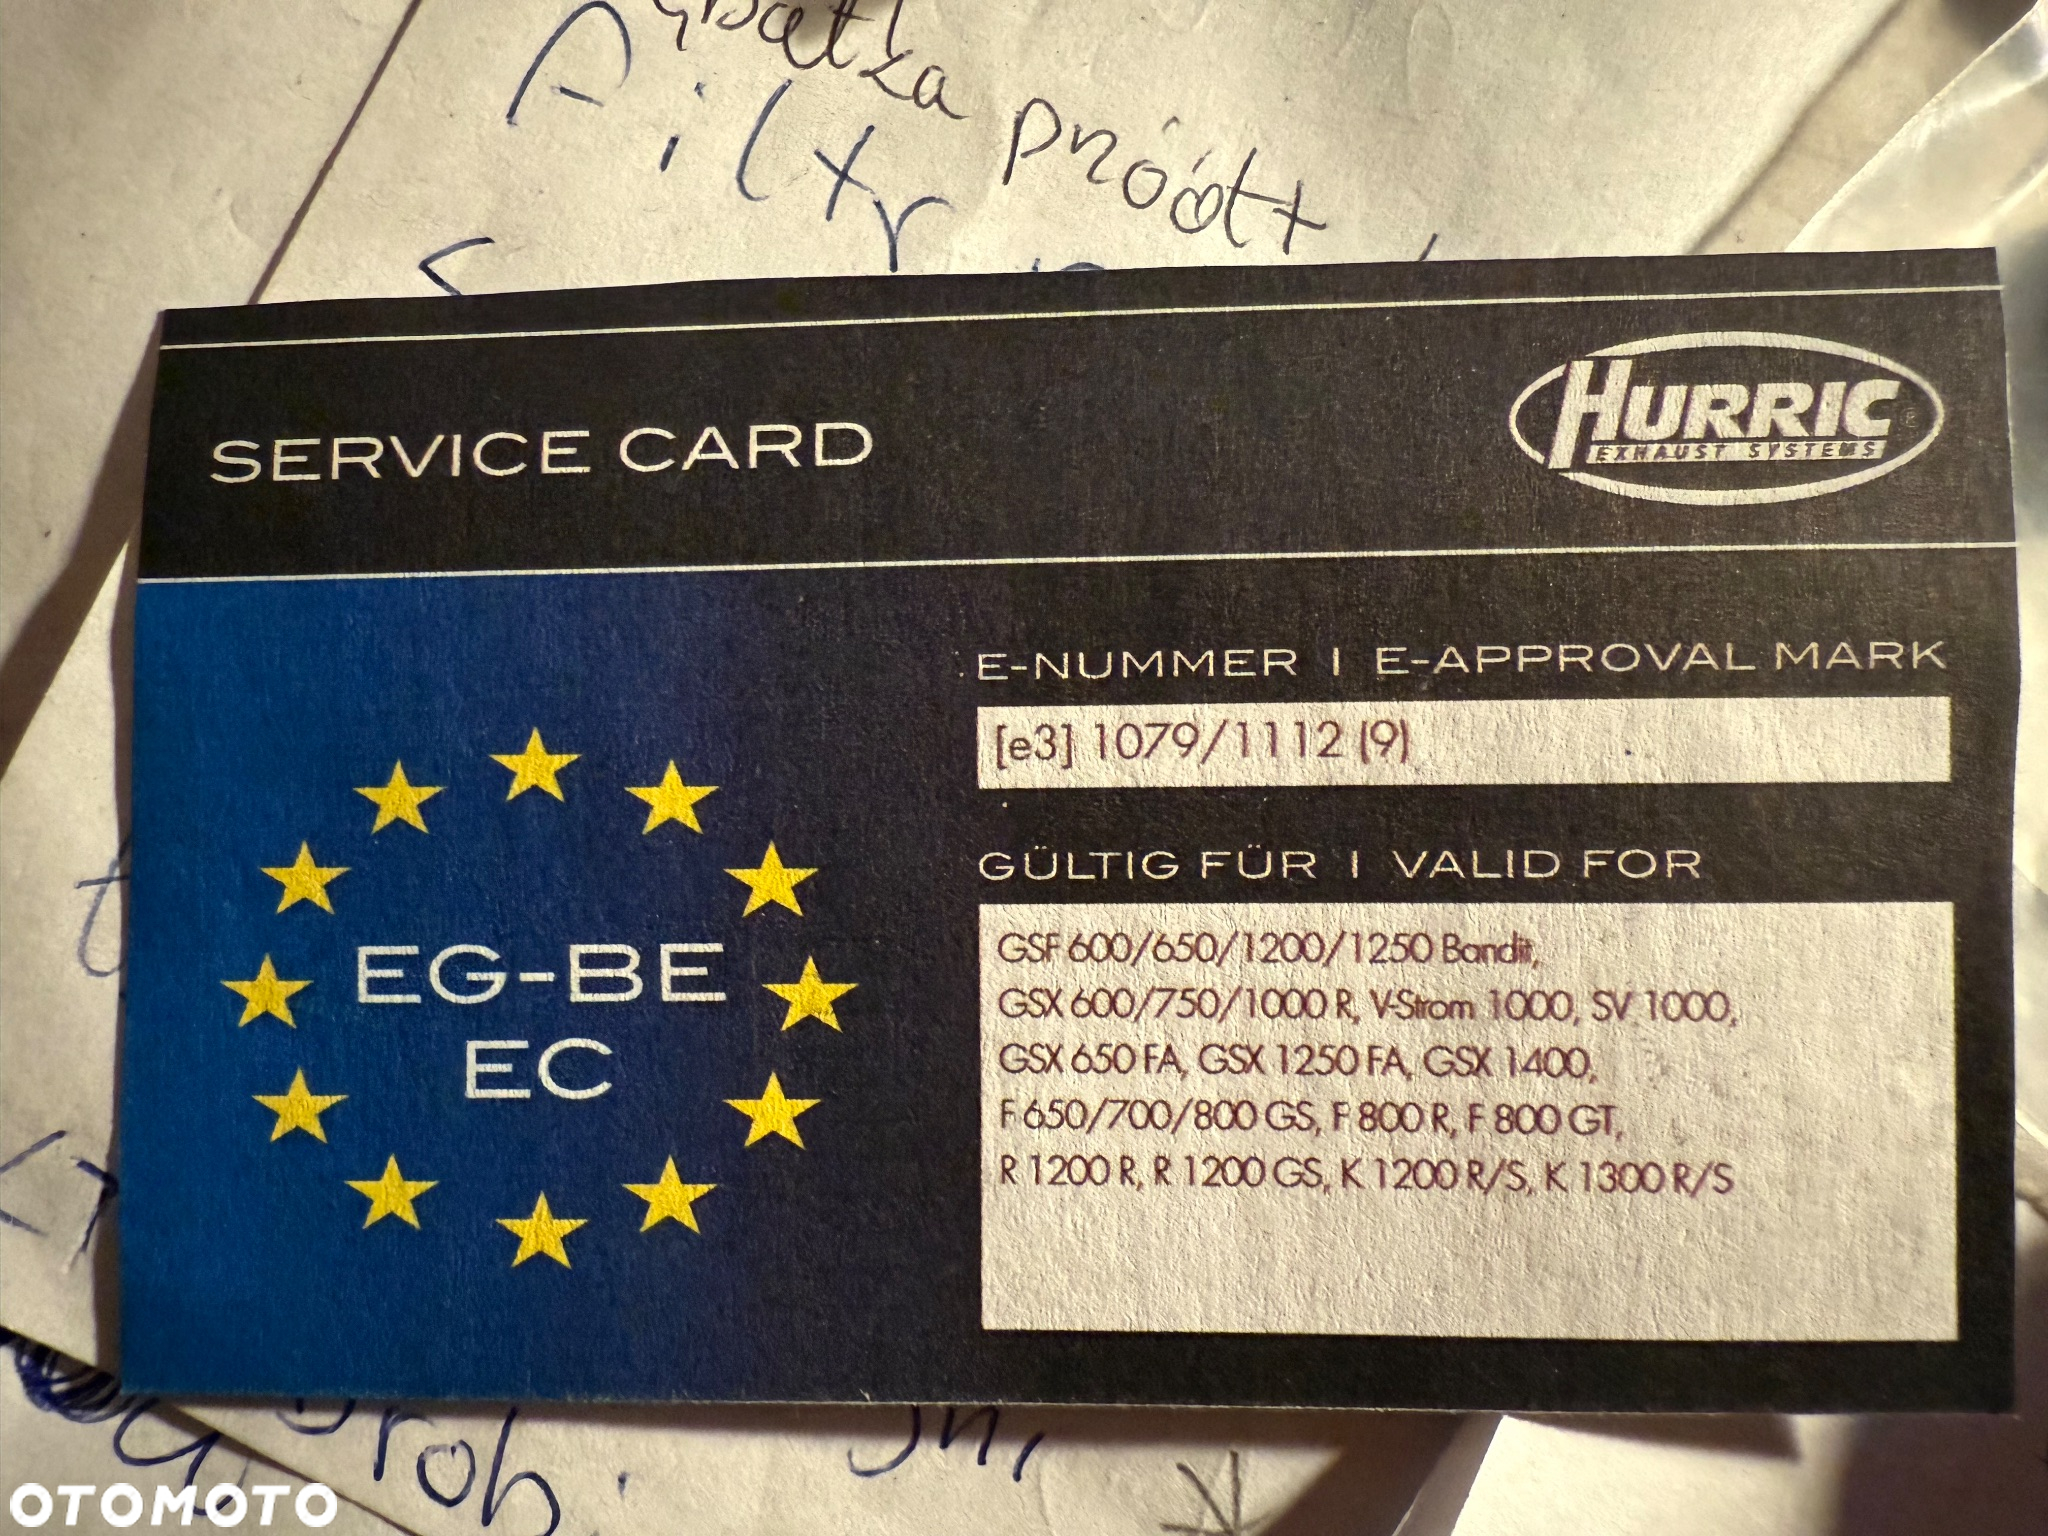 Filtr
SERVICE CARD
HURRIC
EXHAUST SYSTEMS
E-NUMMER | E-APPROVAL MARK
[e3] 1079/1112 (9)
GÜLTIG FÜR | VALID FOR
GSF 600/650/1200/1250 Bandit,
GSX 600/750/1000 R, V-Strom 1000, SV 1000,
GSX 650 FA, GSX 1250 FA, GSX 1400,
F 650/700/800 GS, F 800 R, F 800 GT,
R 1200 R, R 1200 GS, K 1200 R/S, K 1300 R/S
EG-BE
EC
OTOMOTO